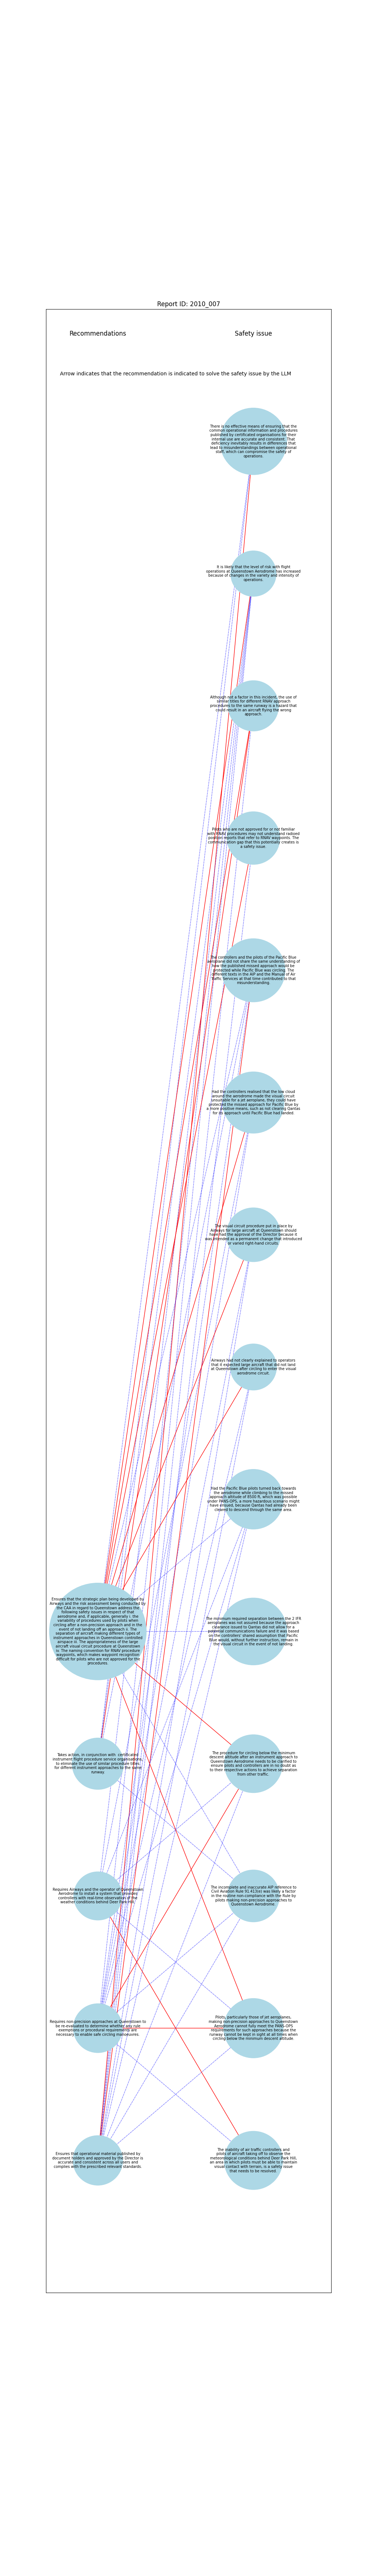 Report ID: 2010_007
Recommendations
Safety issue
Arrow indicates that the recommendation is indicated to solve the safety issue by the LLM
There is no effective means of ensuring that the
common operational information and procedures
published by certificated organisations for their
internal use are accurate and consistent. That
deficiency inevitably results in differences that
lead to misunderstandings between operational
staff, which can compromise the safety of
operations.
It is likely that the level of risk with flight
operations at Queenstown Aerodrome has increased
because of changes in the variety and intensity of
operations.
Although not a factor in this incident, the use of
similar titles for different RNAV approach
procedures to the same runway is a hazard that
could result in an aircraft flying the wrong
approach.
Pilots who are not approved for or not familiar
with RNAV procedures may not understand radioed
position reports that refer to RNAV waypoints. The
communication gap that this potentially creates is
a safety issue.
The controllers and the pilots of the Pacific Blue
aeroplane did not share the same understanding of
how the published missed approach would be
protected while Pacific Blue was circling. The
different texts in the AIP and the Manual of Air
Traffic Services at that time contributed to that
misunderstanding.
Had the controllers realised that the low cloud
around the aerodrome made the visual circuit
unsuitable for a jet aeroplane, they could have
protected the missed approach for Pacific Blue by
a more positive means, such as not clearing Qantas
for its approach until Pacific Blue had landed.
The visual circuit procedure put in place by
Airways for large aircraft at Queenstown should
have had the approval of the Director because it
was intended as a permanent change that introduced
or varied right-hand circuits.
Airways had not clearly explained to operators
that it expected large aircraft that did not land
at Queenstown after circling to enter the visual
aerodrome circuit.
Had the Pacific Blue pilots turned back towards
the aerodrome while climbing to the missed
approach altitude of 8500 ft, which was possible
under PANS-OPS, a more hazardous scenario might
have ensued, because Qantas had already been
cleared to descend through the same area.
Ensures that the strategic plan being developed by
Airways and the risk assessment being conducted by
the CAA in regard to Queenstown address the
following safety issues in respect of that
aerodrome and, if applicable, generally i. the
variability of procedures used by pilots when
circling after a non-precision approach and in the
event of not landing off an approach ii. The
separation of aircraft making different types of
instrument approaches in Queenstown controlled
airspace iii. The appropriateness of the large
aircraft visual circuit procedure at Queenstown
iv. The naming convention for RNAV procedure
waypoints, which makes waypoint recognition
difficult for pilots who are not approved for the
procedures.
The minimum required separation between the 2 IFR
aeroplanes was not assured because the approach
clearance issued to Qantas did not allow for a
potential communications failure and it was based
on the controllers' shared assumption that Pacific
Blue would, without further instruction, remain in
the visual circuit in the event of not landing.
Takes action, in conjunction with certificated
instrument flight procedure service organisations,
to eliminate the use of similar procedure titles
for different instrument approaches to the same
runway.
The procedure for circling below the minimum
descent altitude after an instrument approach to
Queenstown Aerodrome needs to be clarified to
ensure pilots and controllers are in no doubt as
to their respective actions to achieve separation
from other traffic.
Requires Airways and the operator of Queenstown
Aerodrome to install a system that provides
controllers with real-time observation of the
weather conditions behind Deer Park Hill.
The incomplete and inaccurate AIP reference to
Civil Aviation Rule 91.413(e) was likely a factor
in the routine non-compliance with the Rule by
pilots making non-precision approaches to
Queenstown Aerodrome.
Requires non-precision approaches at Queenstown to
be re-evaluated to determine whether any rule
exemptions or procedural requirements are
necessary to enable safe circling manoeuvres.
Pilots, particularly those of jet aeroplanes,
making non-precision approaches to Queenstown
Aerodrome cannot fully meet the PANS-OPS
requirements for such approaches because the
runway cannot be kept in sight at all times when
circling below the minimum descent altitude.
Ensures that operational material published by
document holders and approved by the Director is
accurate and consistent across all users and
complies with the prescribed relevant standards.
The inability of air traffic controllers and
pilots of aircraft taking off to observe the
meteorological conditions behind Deer Park Hill,
an area in which pilots must be able to maintain
visual contact with terrain, is a safety issue
that needs to be resolved.